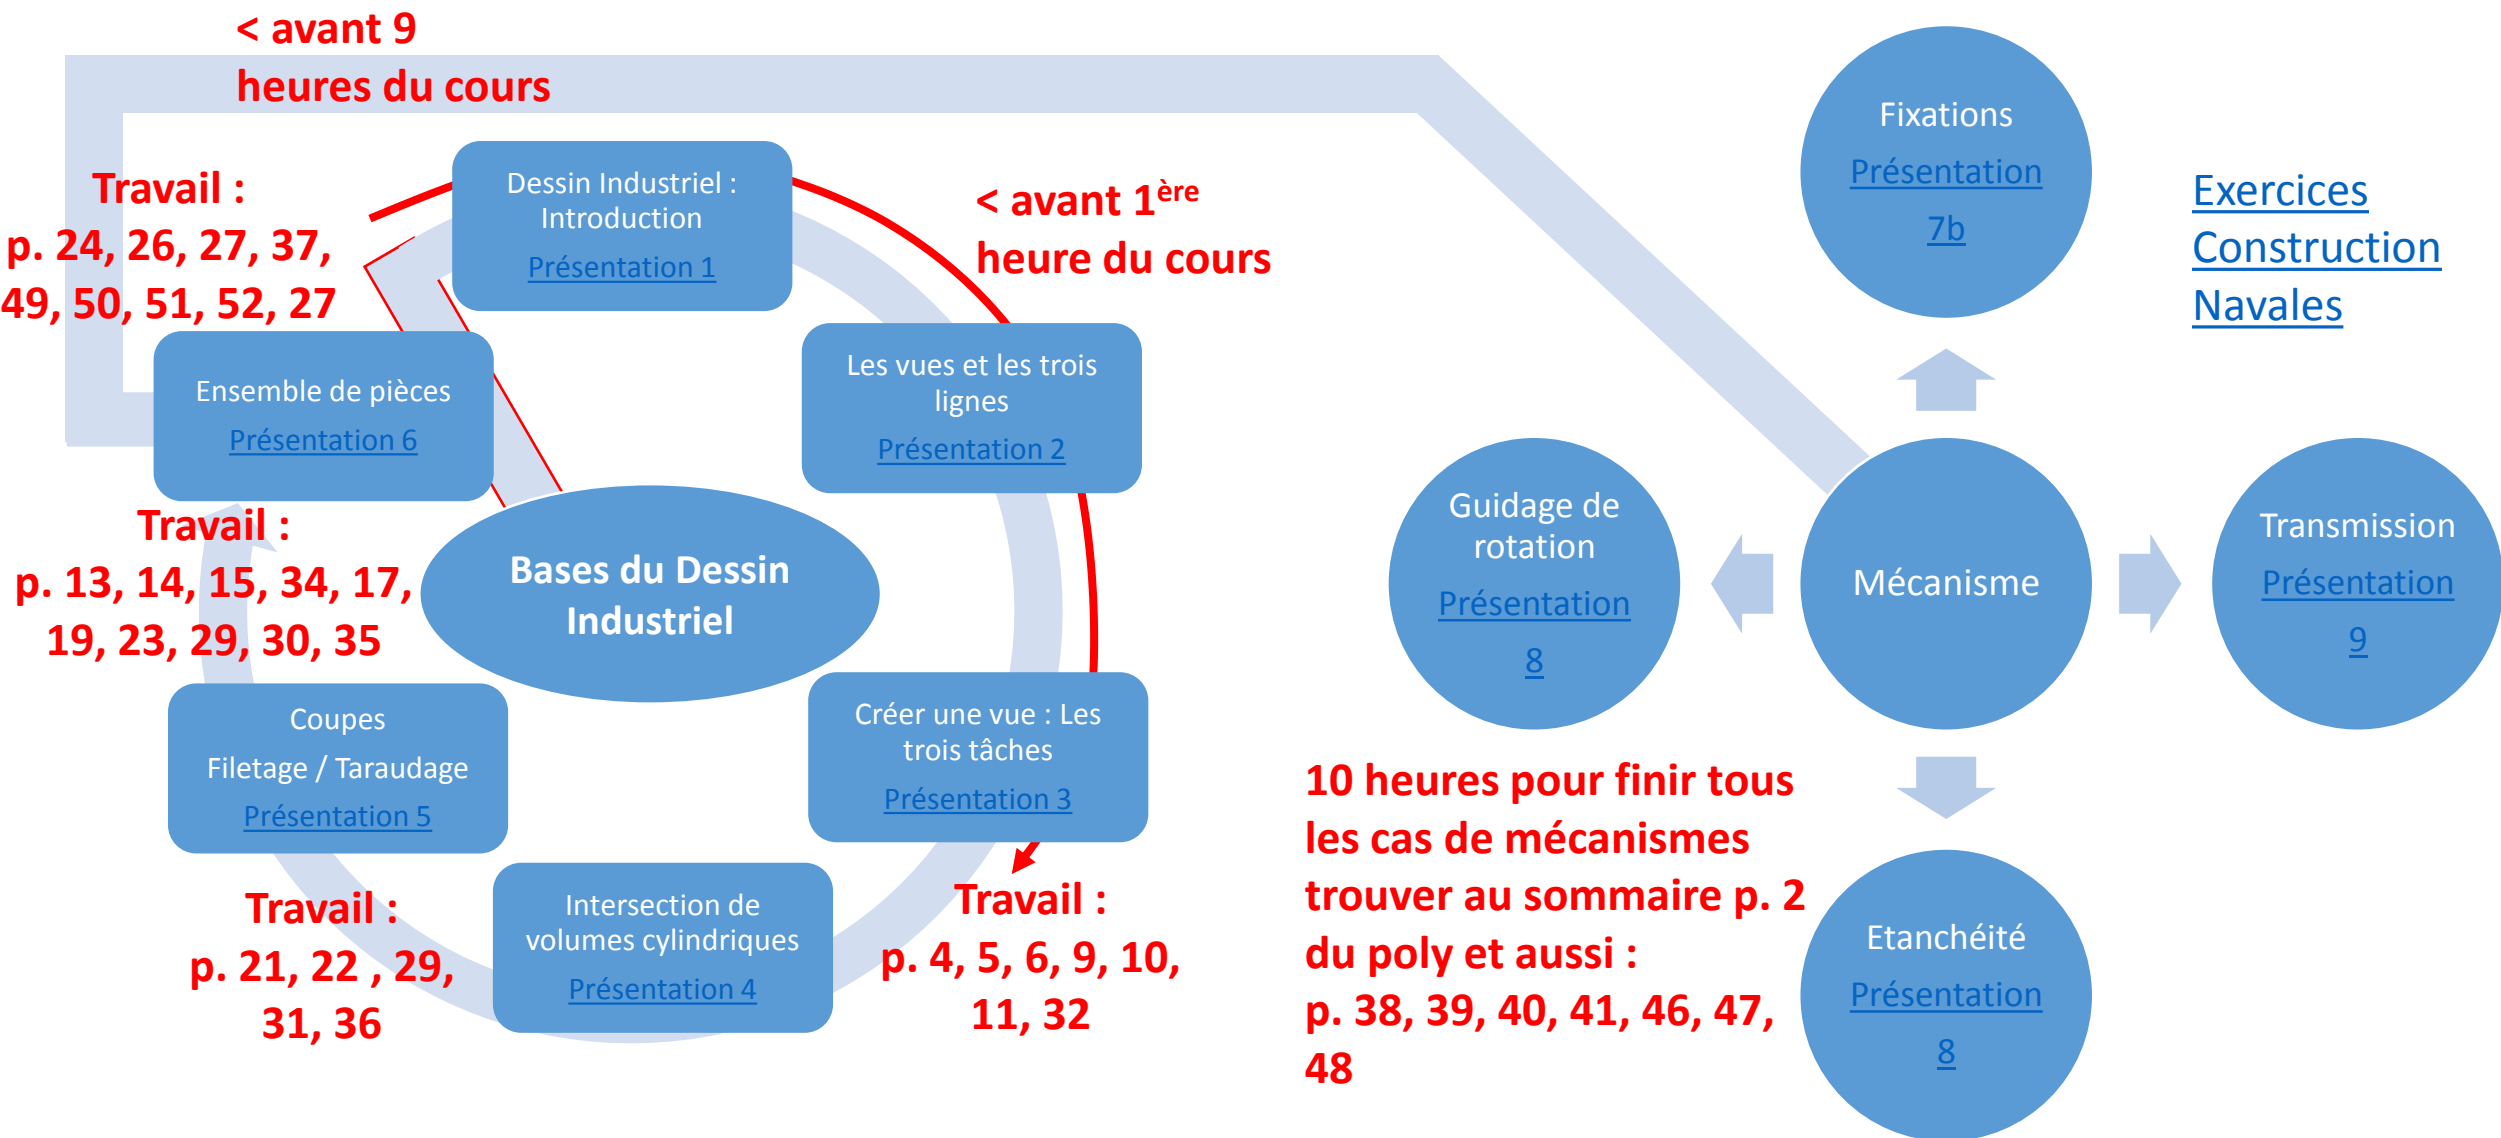 < avant 9
heures du cours
Travail :
p. 24, 26, 27, 37,
49, 50, 51, 52, 27
Dessin Industriel :
Introduction
Présentation 1
< avant 1ère
heure du cours
Les vues et les trois
lignes
Présentation 2
Ensemble de pièces
Présentation 6
Travail :
p. 13, 14, 15, 34, 17,
19, 23, 29, 30, 35
Bases du Dessin
Industriel
Créer une vue : Les
trois tâches
Présentation 3
Coupes
Filetage / Taraudage
Présentation 5
Travail :
p. 21, 22 , 29,
31, 36
Intersection de
volumes cylindriques
Présentation 4
Travail :
p. 4, 5, 6, 9, 10,
11, 32
Fixations
Présentation
7b
Exercices
Construction
Navales
Guidage de
rotation
Présentation
8
Mécanisme
Transmission
Présentation
9
10 heures pour finir tous
les cas de mécanismes
trouver au sommaire p. 2
du poly et aussi :
p. 38, 39, 40, 41, 46, 47,
48
Etanchéité
Présentation
8